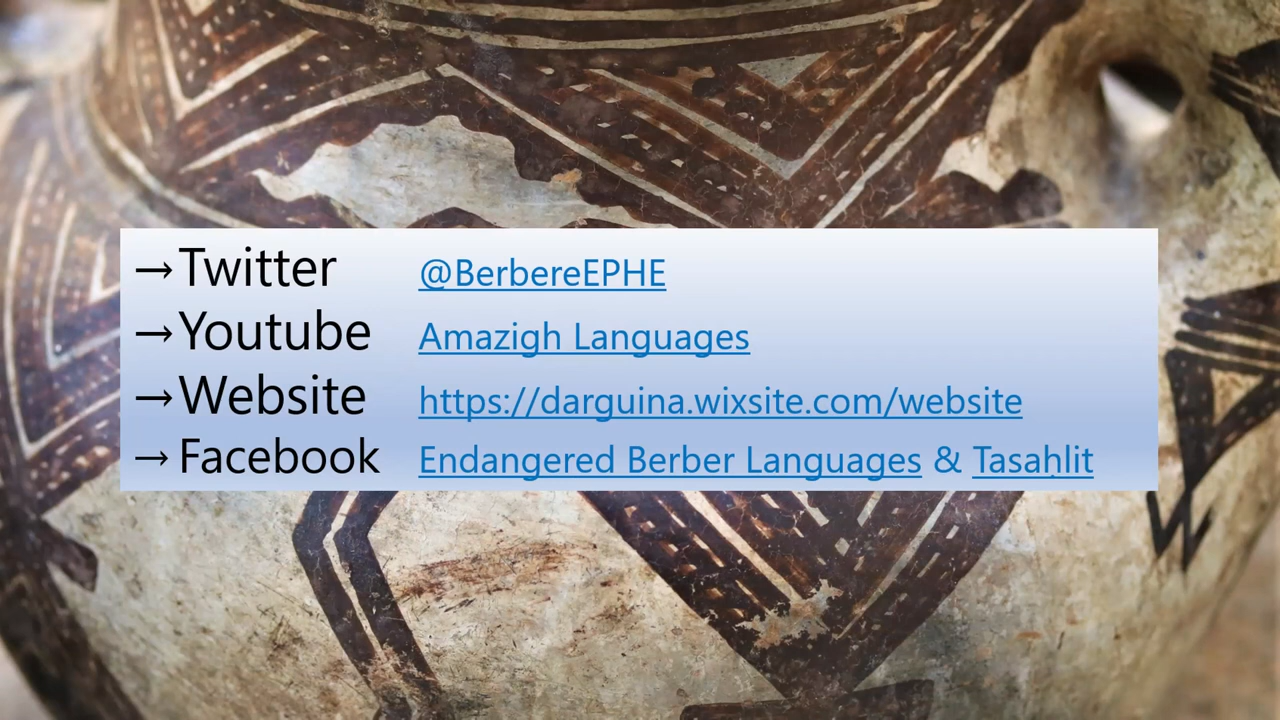 →Twitter @BerbereEPHE
→Youtube Amazigh Languages
→Website https://darguina.wixsite.com/website
→Facebook Endangered Berber Languages & Tasaḥlit